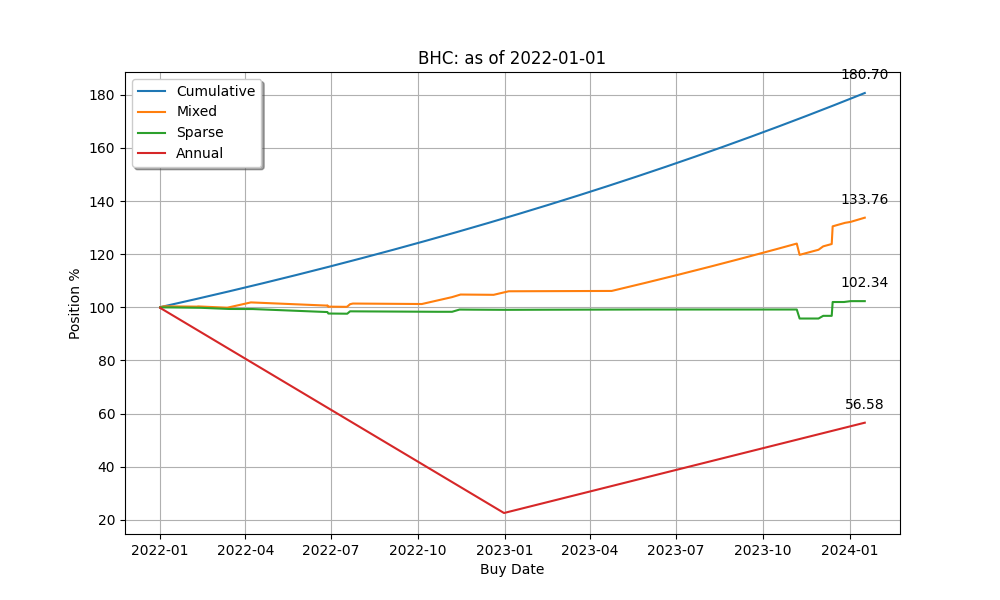 BHC: as of 2022-01-01
180.70
Cumulative
Mixed
Sparse
Annual
133.76
102.34
56.58
180
160
140
120
100
80
60
40
20
Position %
2022-01 2022-04 2022-07 2022-10 2023-01 2023-04 2023-07 2023-10 2024-01
Buy Date